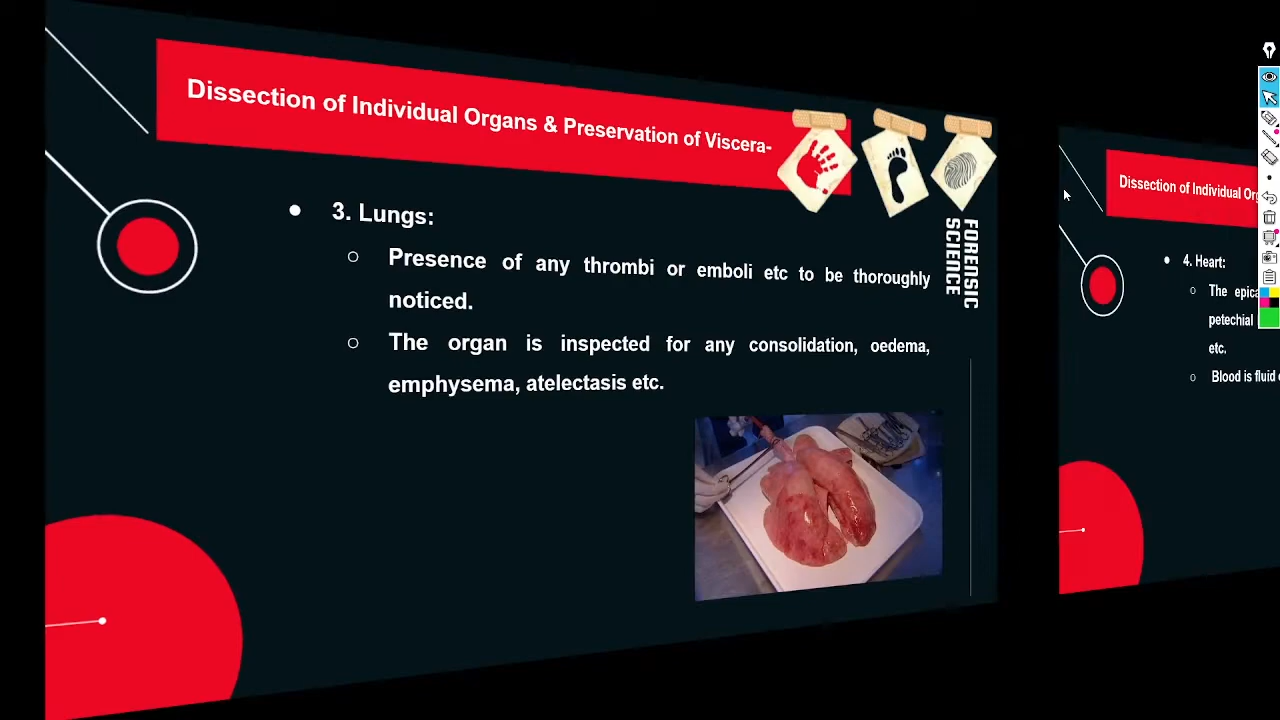 Dissection of Individual Organs & Preservation of Viscera-
3. Lungs:
Presence of any thrombi or emboli etc to be thoroughly
noticed.
The organ is inspected for any consolidation, oedema,
emphysema, atelectasis etc.
FORENSIC
SCIENCE
Dissection of Individual
4. Heart:
The
petechial
etc.
Blood is fluid